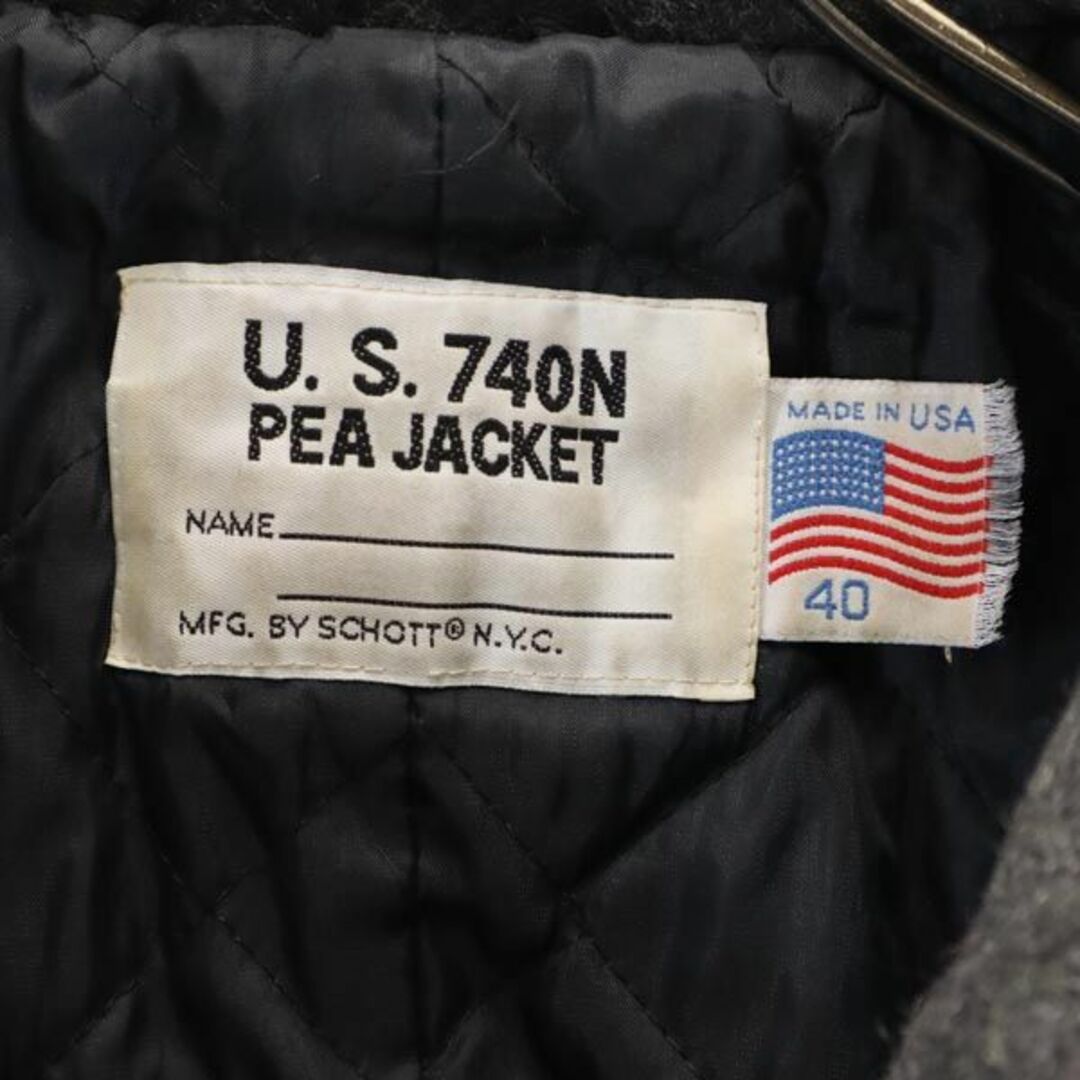 U. S. 740N
PEA JACKET
NAME
MFG. BY SCHOTT® N.Y.C.
MADE IN USA
40